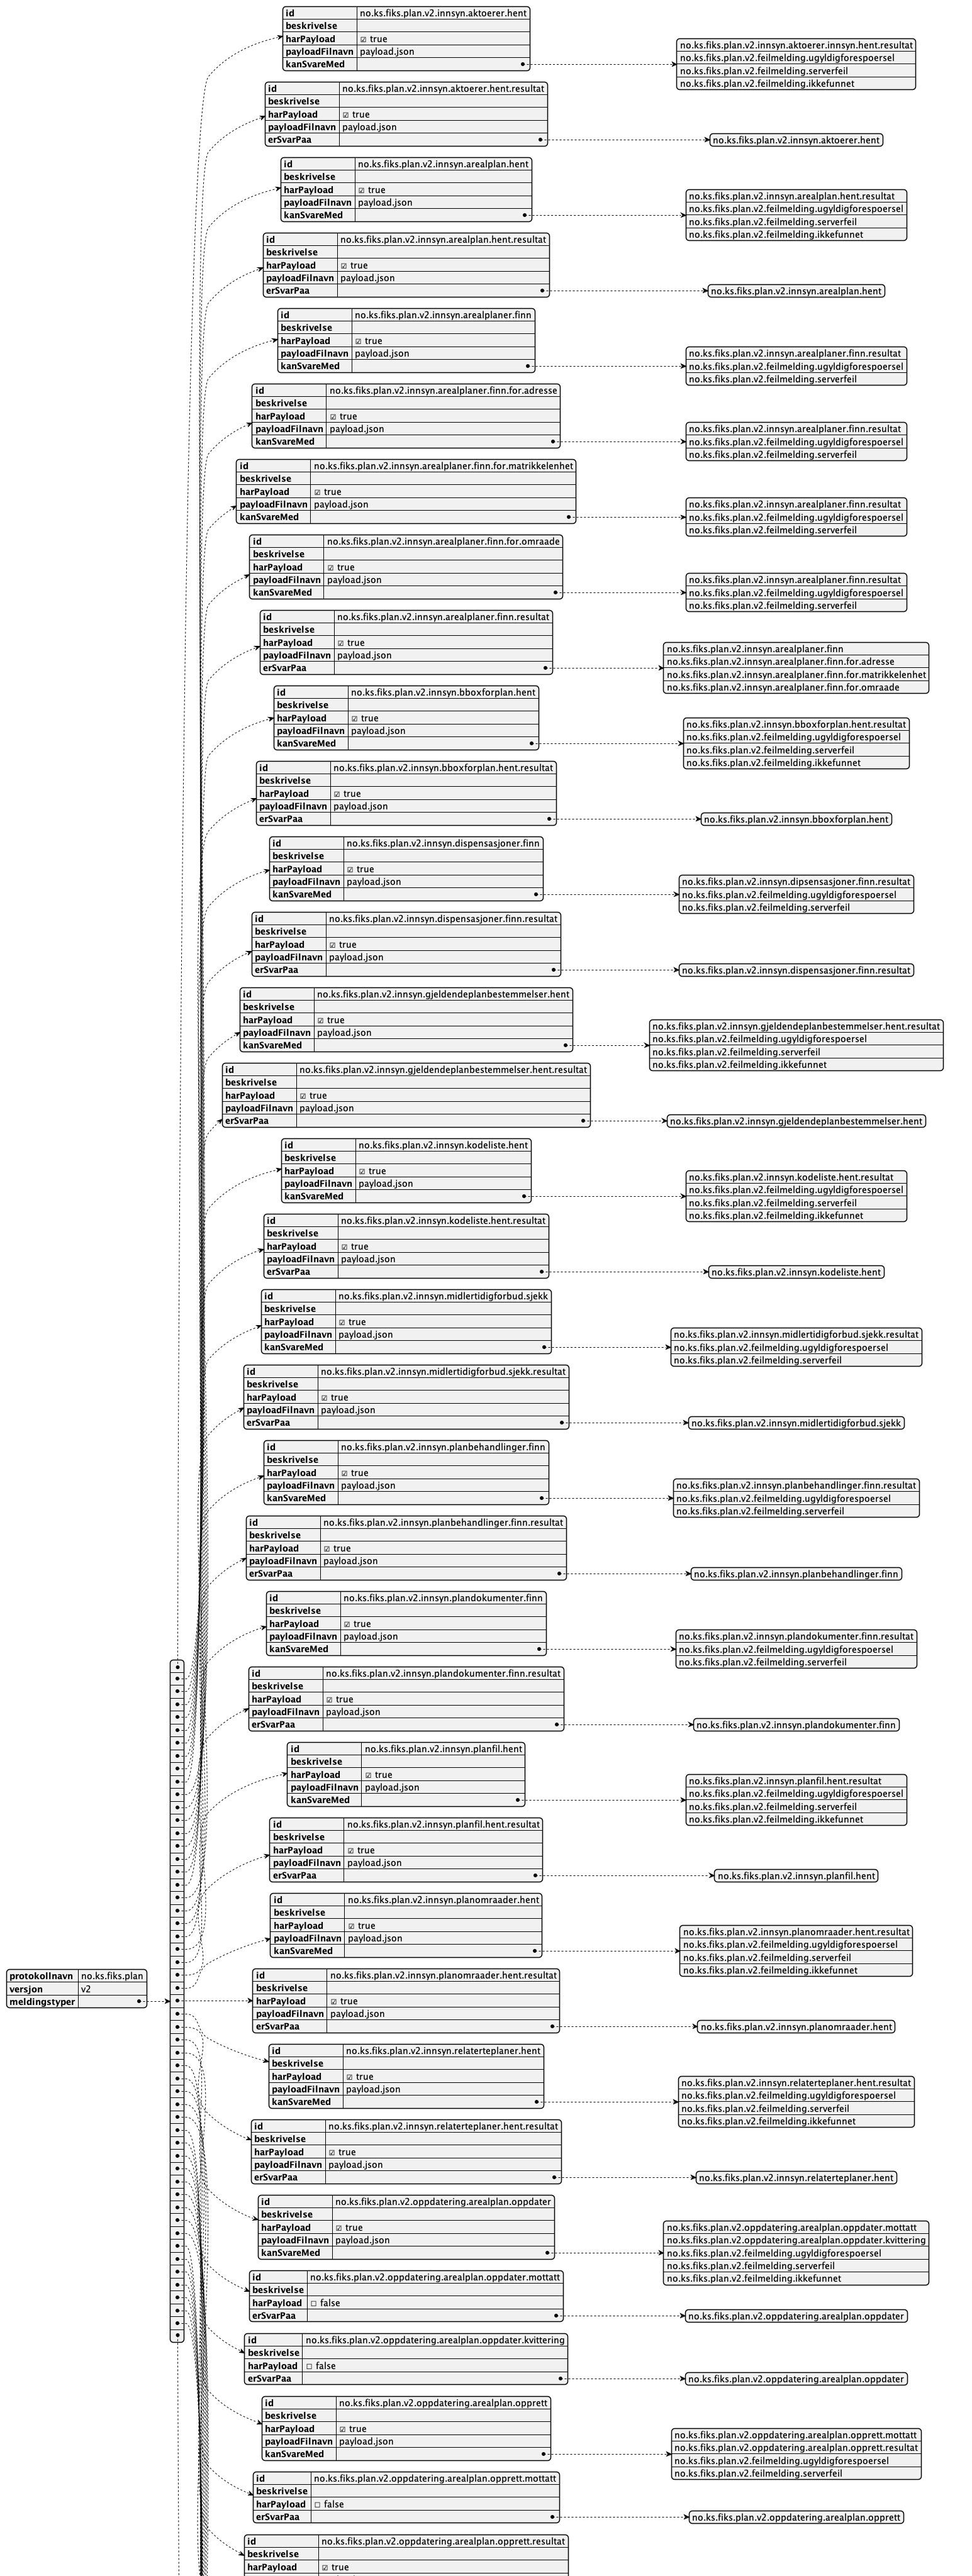 id no.ks.fiks.plan.v2.innsyn.aktoerer.hent
beskrivelse
harPayload ☑ true
payloadFilnavn payload.json
kanSvareMed
no.ks.fiks.plan.v2.innsyn.aktoerer.innsyn.hent.resultat
no.ks.fiks.plan.v2.feilmelding.ugyldigforespoersel
no.ks.fiks.plan.v2.feilmelding.serverfeil
no.ks.fiks.plan.v2.feilmelding.ikkefunnet
id no.ks.fiks.plan.v2.innsyn.aktoerer.hent.resultat
beskrivelse
harPayload ☑ true
payloadFilnavn payload.json
erSvarPaa
no.ks.fiks.plan.v2.innsyn.aktoerer.hent
id no.ks.fiks.plan.v2.innsyn.arealplan.hent
beskrivelse
harPayload ☑ true
payloadFilnavn payload.json
kanSvareMed
no.ks.fiks.plan.v2.innsyn.arealplan.hent.resultat
no.ks.fiks.plan.v2.feilmelding.ugyldigforespoersel
no.ks.fiks.plan.v2.feilmelding.serverfeil
no.ks.fiks.plan.v2.feilmelding.ikkefunnet
id no.ks.fiks.plan.v2.innsyn.arealplan.hent.resultat
beskrivelse
harPayload ☑ true
payloadFilnavn payload.json
erSvarPaa
no.ks.fiks.plan.v2.innsyn.arealplan.hent
id no.ks.fiks.plan.v2.innsyn.arealplaner.finn
beskrivelse
harPayload ☑ true
payloadFilnavn payload.json
kanSvareMed
no.ks.fiks.plan.v2.innsyn.arealplaner.finn.resultat
no.ks.fiks.plan.v2.feilmelding.ugyldigforespoersel
no.ks.fiks.plan.v2.feilmelding.serverfeil
id no.ks.fiks.plan.v2.innsyn.arealplaner.finn.for.adresse
beskrivelse
harPayload ☑ true
payloadFilnavn payload.json
kanSvareMed
no.ks.fiks.plan.v2.innsyn.arealplaner.finn.resultat
no.ks.fiks.plan.v2.feilmelding.ugyldigforespoersel
no.ks.fiks.plan.v2.feilmelding.serverfeil
id no.ks.fiks.plan.v2.innsyn.arealplaner.finn.for.matrikkelenhet
beskrivelse
harPayload ☑ true
payloadFilnavn payload.json
kanSvareMed
no.ks.fiks.plan.v2.innsyn.arealplaner.finn.resultat
no.ks.fiks.plan.v2.feilmelding.ugyldigforespoersel
no.ks.fiks.plan.v2.feilmelding.serverfeil
id no.ks.fiks.plan.v2.innsyn.arealplaner.finn.for.omraade
beskrivelse
harPayload ☑ true
payloadFilnavn payload.json
kanSvareMed
no.ks.fiks.plan.v2.innsyn.arealplaner.finn.resultat
no.ks.fiks.plan.v2.feilmelding.ugyldigforespoersel
no.ks.fiks.plan.v2.feilmelding.serverfeil
id no.ks.fiks.plan.v2.innsyn.arealplaner.finn.resultat
beskrivelse
harPayload ☑ true
payloadFilnavn payload.json
erSvarPaa
no.ks.fiks.plan.v2.innsyn.arealplaner.finn
no.ks.fiks.plan.v2.innsyn.arealplaner.finn.for.adresse
no.ks.fiks.plan.v2.innsyn.arealplaner.finn.for.matrikkelenhet
no.ks.fiks.plan.v2.innsyn.arealplaner.finn.for.omraade
id no.ks.fiks.plan.v2.innsyn.bboxforplan.hent
beskrivelse
harPayload ☑ true
payloadFilnavn payload.json
kanSvareMed
no.ks.fiks.plan.v2.innsyn.bboxforplan.hent.resultat
no.ks.fiks.plan.v2.feilmelding.ugyldigforespoersel
no.ks.fiks.plan.v2.feilmelding.serverfeil
no.ks.fiks.plan.v2.feilmelding.ikkefunnet
id no.ks.fiks.plan.v2.innsyn.bboxforplan.hent.resultat
beskrivelse
harPayload ☑ true
payloadFilnavn payload.json
erSvarPaa
no.ks.fiks.plan.v2.innsyn.bboxforplan.hent
id no.ks.fiks.plan.v2.innsyn.dispensasjoner.finn
beskrivelse
harPayload ☑ true
payloadFilnavn payload.json
kanSvareMed
no.ks.fiks.plan.v2.innsyn.dipsensasjoner.finn.resultat
no.ks.fiks.plan.v2.feilmelding.ugyldigforespoersel
no.ks.fiks.plan.v2.feilmelding.serverfeil
id no.ks.fiks.plan.v2.innsyn.dispensasjoner.finn.resultat
beskrivelse
harPayload ☑ true
payloadFilnavn payload.json
erSvarPaa
no.ks.fiks.plan.v2.innsyn.dispensasjoner.finn.resultat
id no.ks.fiks.plan.v2.innsyn.gjeldendeplanbestemmelser.hent
beskrivelse
harPayload ☑ true
payloadFilnavn payload.json
kanSvareMed
no.ks.fiks.plan.v2.innsyn.gjeldendeplanbestemmelser.hent.resultat
no.ks.fiks.plan.v2.feilmelding.ugyldigforespoersel
no.ks.fiks.plan.v2.feilmelding.serverfeil
no.ks.fiks.plan.v2.feilmelding.ikkefunnet
id no.ks.fiks.plan.v2.innsyn.gjeldendeplanbestemmelser.hent.resultat
beskrivelse
harPayload ☑ true
payloadFilnavn payload.json
erSvarPaa
no.ks.fiks.plan.v2.innsyn.gjeldendeplanbestemmelser.hent
id no.ks.fiks.plan.v2.innsyn.kodeliste.hent
beskrivelse
harPayload ☑ true
payloadFilnavn payload.json
kanSvareMed
no.ks.fiks.plan.v2.innsyn.kodeliste.hent.resultat
no.ks.fiks.plan.v2.feilmelding.ugyldigforespoersel
no.ks.fiks.plan.v2.feilmelding.serverfeil
no.ks.fiks.plan.v2.feilmelding.ikkefunnet
id no.ks.fiks.plan.v2.innsyn.kodeliste.hent.resultat
beskrivelse
harPayload ☑ true
payloadFilnavn payload.json
erSvarPaa
no.ks.fiks.plan.v2.innsyn.kodeliste.hent
id no.ks.fiks.plan.v2.innsyn.midlertidigforbud.sjekk
beskrivelse
harPayload ☑ true
payloadFilnavn payload.json
kanSvareMed
no.ks.fiks.plan.v2.innsyn.midlertidigforbud.sjekk.resultat
no.ks.fiks.plan.v2.feilmelding.ugyldigforespoersel
no.ks.fiks.plan.v2.feilmelding.serverfeil
id no.ks.fiks.plan.v2.innsyn.midlertidigforbud.sjekk.resultat
beskrivelse
harPayload ☑ true
payloadFilnavn payload.json
erSvarPaa
no.ks.fiks.plan.v2.innsyn.midlertidigforbud.sjekk
id no.ks.fiks.plan.v2.innsyn.planbehandlinger.finn
beskrivelse
harPayload ☑ true
payloadFilnavn payload.json
kanSvareMed
no.ks.fiks.plan.v2.innsyn.planbehandlinger.finn.resultat
no.ks.fiks.plan.v2.feilmelding.ugyldigforespoersel
no.ks.fiks.plan.v2.feilmelding.serverfeil
id no.ks.fiks.plan.v2.innsyn.planbehandlinger.finn.resultat
beskrivelse
harPayload ☑ true
payloadFilnavn payload.json
erSvarPaa
no.ks.fiks.plan.v2.innsyn.planbehandlinger.finn
id no.ks.fiks.plan.v2.innsyn.plandokumenter.finn
beskrivelse
harPayload ☑ true
payloadFilnavn payload.json
kanSvareMed
no.ks.fiks.plan.v2.innsyn.plandokumenter.finn.resultat
no.ks.fiks.plan.v2.feilmelding.ugyldigforespoersel
no.ks.fiks.plan.v2.feilmelding.serverfeil
id no.ks.fiks.plan.v2.innsyn.plandokumenter.finn.resultat
beskrivelse
harPayload ☑ true
payloadFilnavn payload.json
erSvarPaa
no.ks.fiks.plan.v2.innsyn.plandokumenter.finn
id no.ks.fiks.plan.v2.innsyn.planfil.hent
beskrivelse
harPayload ☑ true
payloadFilnavn payload.json
kanSvareMed
no.ks.fiks.plan.v2.innsyn.planfil.hent.resultat
no.ks.fiks.plan.v2.feilmelding.ugyldigforespoersel
no.ks.fiks.plan.v2.feilmelding.serverfeil
no.ks.fiks.plan.v2.feilmelding.ikkefunnet
id no.ks.fiks.plan.v2.innsyn.planfil.hent.resultat
beskrivelse
harPayload ☑ true
payloadFilnavn payload.json
erSvarPaa
no.ks.fiks.plan.v2.innsyn.planfil.hent
id no.ks.fiks.plan.v2.innsyn.planomraader.hent
beskrivelse
harPayload ☑ true
payloadFilnavn payload.json
kanSvareMed
no.ks.fiks.plan.v2.innsyn.planomraader.hent.resultat
no.ks.fiks.plan.v2.feilmelding.ugyldigforespoersel
no.ks.fiks.plan.v2.feilmelding.serverfeil
no.ks.fiks.plan.v2.feilmelding.ikkefunnet
protokollnavn no.ks.fiks.plan
versjon v2
meldingstyper
id no.ks.fiks.plan.v2.innsyn.planomraader.hent.resultat
beskrivelse
harPayload ☑ true
payloadFilnavn payload.json
erSvarPaa
no.ks.fiks.plan.v2.innsyn.planomraader.hent
id no.ks.fiks.plan.v2.innsyn.relaterteplaner.hent
beskrivelse
harPayload ☑ true
payloadFilnavn payload.json
kanSvareMed
no.ks.fiks.plan.v2.innsyn.relaterteplaner.hent.resultat
no.ks.fiks.plan.v2.feilmelding.ugyldigforespoersel
no.ks.fiks.plan.v2.feilmelding.serverfeil
no.ks.fiks.plan.v2.feilmelding.ikkefunnet
id no.ks.fiks.plan.v2.innsyn.relaterteplaner.hent.resultat
beskrivelse
harPayload ☑ true
payloadFilnavn payload.json
erSvarPaa
no.ks.fiks.plan.v2.innsyn.relaterteplaner.hent
id no.ks.fiks.plan.v2.oppdatering.arealplan.oppdater
beskrivelse
harPayload ☑ true
payloadFilnavn payload.json
kanSvareMed
no.ks.fiks.plan.v2.oppdatering.arealplan.oppdater.mottatt
no.ks.fiks.plan.v2.oppdatering.arealplan.oppdater.kvittering
no.ks.fiks.plan.v2.feilmelding.ugyldigforespoersel
no.ks.fiks.plan.v2.feilmelding.serverfeil
no.ks.fiks.plan.v2.feilmelding.ikkefunnet
id no.ks.fiks.plan.v2.oppdatering.arealplan.oppdater.mottatt
beskrivelse
harPayload ☐ false
erSvarPaa
no.ks.fiks.plan.v2.oppdatering.arealplan.oppdater
id no.ks.fiks.plan.v2.oppdatering.arealplan.oppdater.kvittering
beskrivelse
harPayload ☐ false
erSvarPaa
no.ks.fiks.plan.v2.oppdatering.arealplan.oppdater
id no.ks.fiks.plan.v2.oppdatering.arealplan.opprett
beskrivelse
harPayload ☑ true
payloadFilnavn payload.json
kanSvareMed
no.ks.fiks.plan.v2.oppdatering.arealplan.opprett.mottatt
no.ks.fiks.plan.v2.oppdatering.arealplan.opprett.resultat
no.ks.fiks.plan.v2.feilmelding.ugyldigforespoersel
no.ks.fiks.plan.v2.feilmelding.serverfeil
id no.ks.fiks.plan.v2.oppdatering.arealplan.opprett.mottatt
beskrivelse
harPayload ☐ false
erSvarPaa
no.ks.fiks.plan.v2.oppdatering.arealplan.opprett
id no.ks.fiks.plan.v2.oppdatering.arealplan.opprett.resultat
beskrivelse
harPayload ☑ true